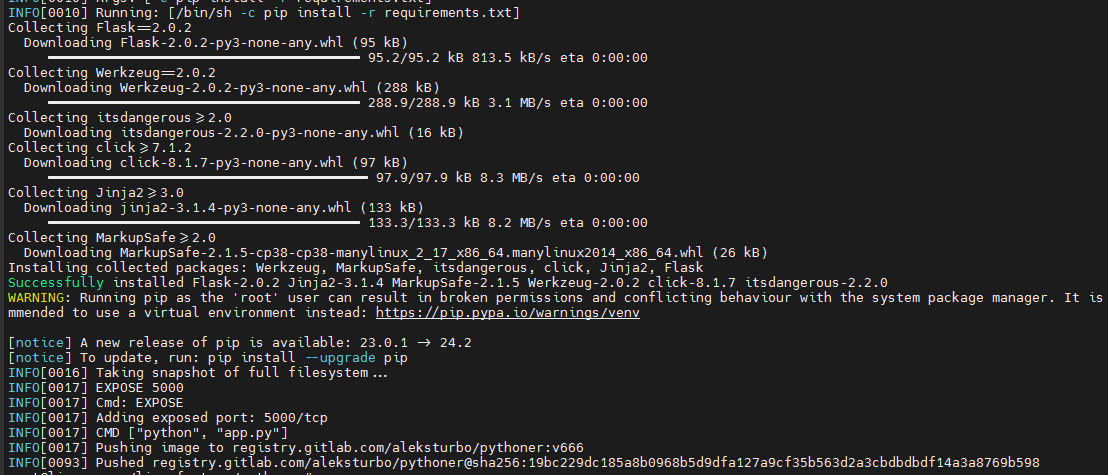 INFO[0010] Running: [/bin/sh -c pip install -r requirements.txt]
Collecting Flask==2.0.2
Downloading Flask-2.0.2-py3-none-any.whl (95 kB)
95.2/95.2 kB 813.5 kB/s eta 0:00:00
Collecting Werkzeug==2.0.2
Downloading Werkzeug-2.0.2-py3-none-any.whl (288 kB)
288.9/288.9 kB 3.1 MB/s eta 0:00:00
Collecting itsdangerous>=2.0
Downloading itsdangerous-2.2.0-py3-none-any.whl (16 kB)
Collecting click>=7.1.2
Downloading click-8.1.7-py3-none-any.whl (97 kB)
97.9/97.9 kB 8.3 MB/s eta 0:00:00
Collecting Jinja2>=3.0
Downloading jinja2-3.1.4-py3-none-any.whl (133 kB)
133.3/133.3 kB 8.2 MB/s eta 0:00:00
Collecting MarkupSafe>=2.0
Downloading MarkupSafe-2.1.5-cp38-cp38-manylinux_2_17_x86_64.manylinux2014_x86_64.whl (26 kB)
Installing collected packages: Werkzeug, MarkupSafe, itsdangerous, click, Jinja2, Flask
Successfully installed Flask-2.0.2 Jinja2-3.1.4 MarkupSafe-2.1.5 Werkzeug-2.0.2 click-8.1.7 itsdangerous-2.2.0
WARNING: Running pip as the 'root' user can result in broken permissions and conflicting behaviour with the system package manager. It is
mmended to use a virtual environment instead: https://pip.pypa.io/warnings/venv
[notice] A new release of pip is available: 23.0.1 -> 24.2
[notice] To update, run: pip install --upgrade pip
INFO[0016] Taking snapshot of full filesystem...
INFO[0017] EXPOSE 5000
INFO[0017] Cmd: EXPOSE
INFO[0017] Adding exposed port: 5000/tcp
INFO[0017] CMD ["python", "app.py"]
INFO[0017] Pushing image to registry.gitlab.com/aleksturbo/pythoner:v666
INFO[0093] Pushed registry.gitlab.com/aleksturbo/pythoner@sha256:19bc229dc185a8b0968b5d9dfa127a9cf35b563d2a3cbdbdbdf14a3a8769b598